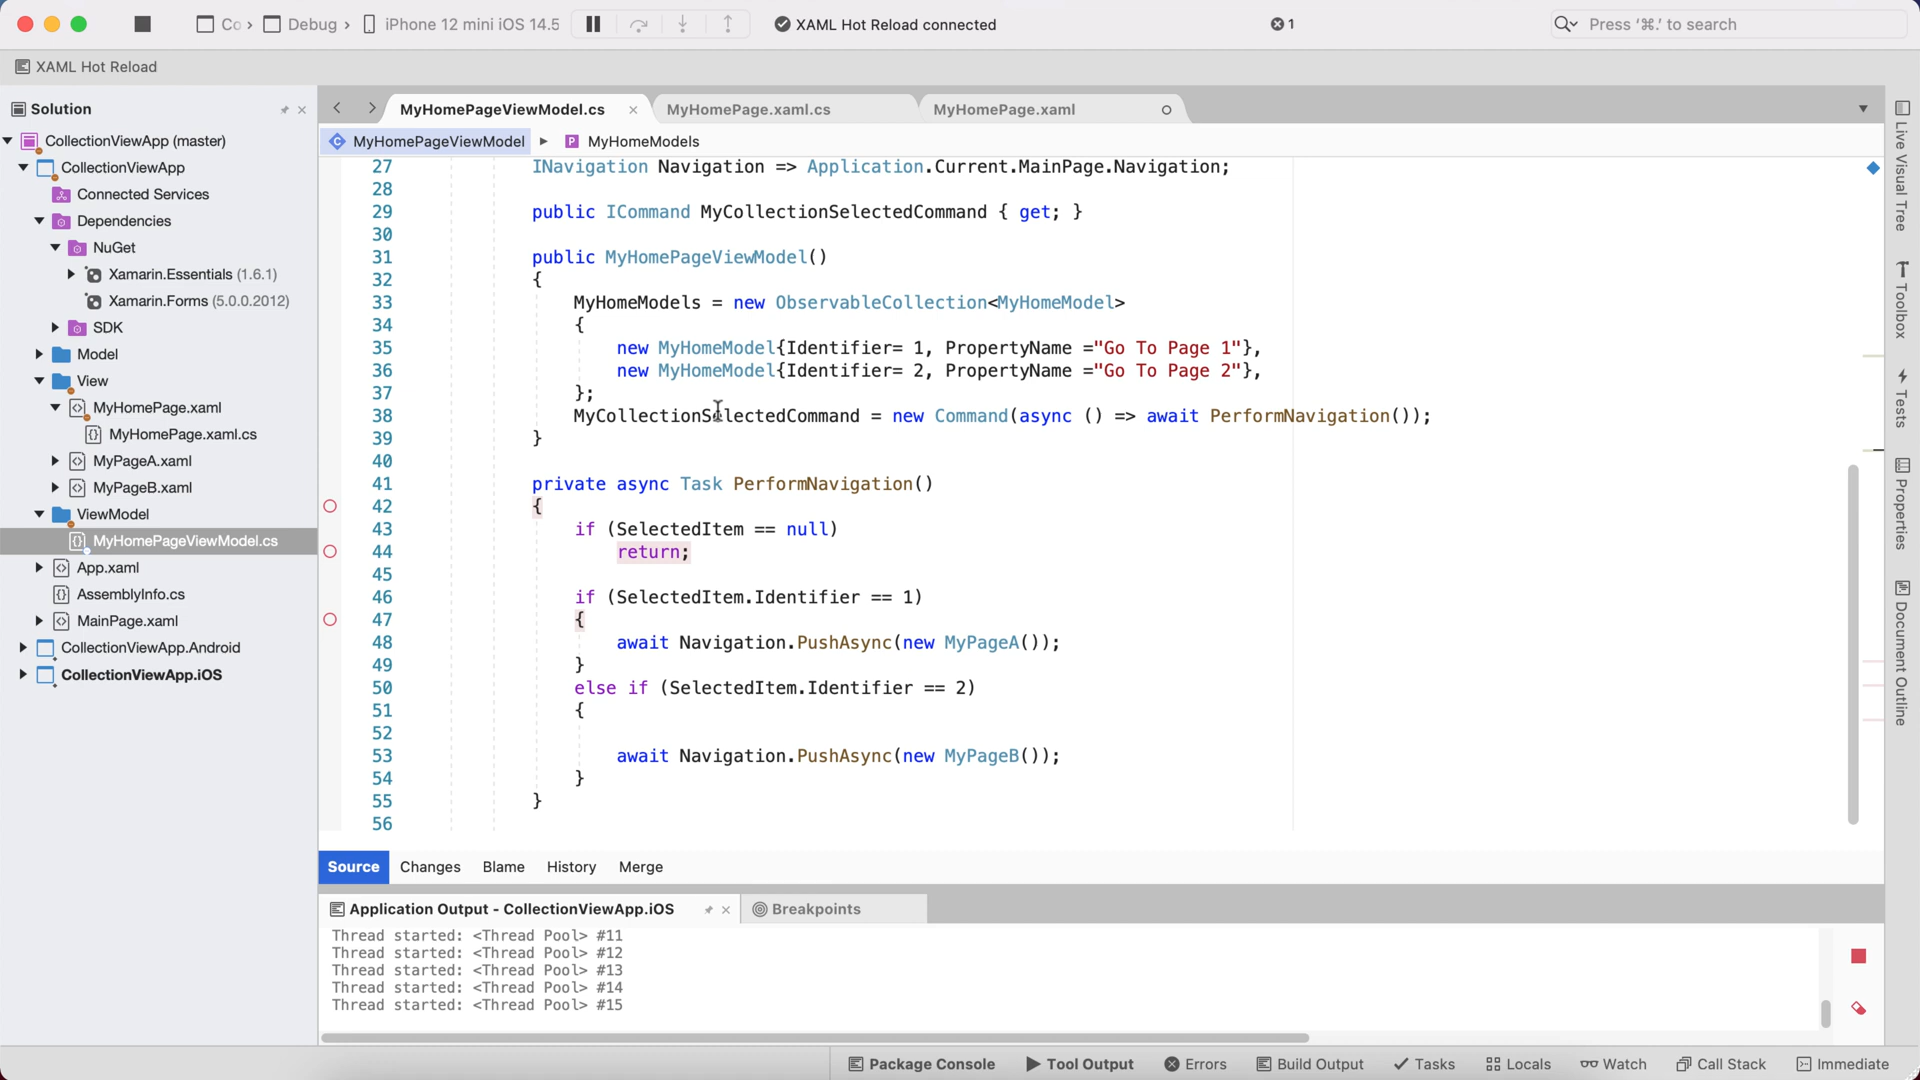 Co > Debug > iPhone 12 mini iOS 14.5
XAML Hot Reload connected
1
Press '⌘.' to search
XAML Hot Reload
Solution
CollectionViewApp (master)
CollectionViewApp
Connected Services
Dependencies
NuGet
Xamarin.Essentials (1.6.1)
Xamarin.Forms (5.0.0.2012)
SDK
Model
View
MyHomePage.xaml
MyHomePage.xaml.cs
MyPageA.xaml
MyPageB.xaml
ViewModel
MyHomePageViewModel.cs
App.xaml
AssemblyInfo.cs
MainPage.xaml
CollectionViewApp.Android
CollectionViewApp.iOS
MyHomePageViewModel.cs
MyHomePage.xaml.cs
MyHomePage.xaml
MyHomePageViewModel
MyHomeModels
27 INavigation Navigation => Application.Current.MainPage.Navigation;
28
29 public ICommand MyCollectionSelectedCommand { get; }
30
31 public MyHomePageViewModel()
32 {
33 MyHomeModels = new ObservableCollection<MyHomeModel>
34 {
35 new MyHomeModel{Identifier= 1, PropertyName ="Go To Page 1"},
36 new MyHomeModel{Identifier= 2, PropertyName ="Go To Page 2"},
37 };
38 MyCollectionSelectedCommand = new Command(async () => await PerformNavigation());
39 }
40
41 private async Task PerformNavigation()
42 {
43 if (SelectedItem == null)
44 return;
45
46 if (SelectedItem.Identifier == 1)
47 {
48 await Navigation.PushAsync(new MyPageA());
49 }
50 else if (SelectedItem.Identifier == 2)
51 {
52
53 await Navigation.PushAsync(new MyPageB());
54 }
55 }
56
Source
Changes
Blame
History
Merge
Application Output - CollectionViewApp.iOS
Breakpoints
Thread started: <Thread Pool> #11
Thread started: <Thread Pool> #12
Thread started: <Thread Pool> #13
Thread started: <Thread Pool> #14
Thread started: <Thread Pool> #15
Live Visual Tree
Toolbox
Tests
Properties
Document Outline
Package Console
Tool Output
Errors
Build Output
Tasks
Locals
Watch
Call Stack
Immediate